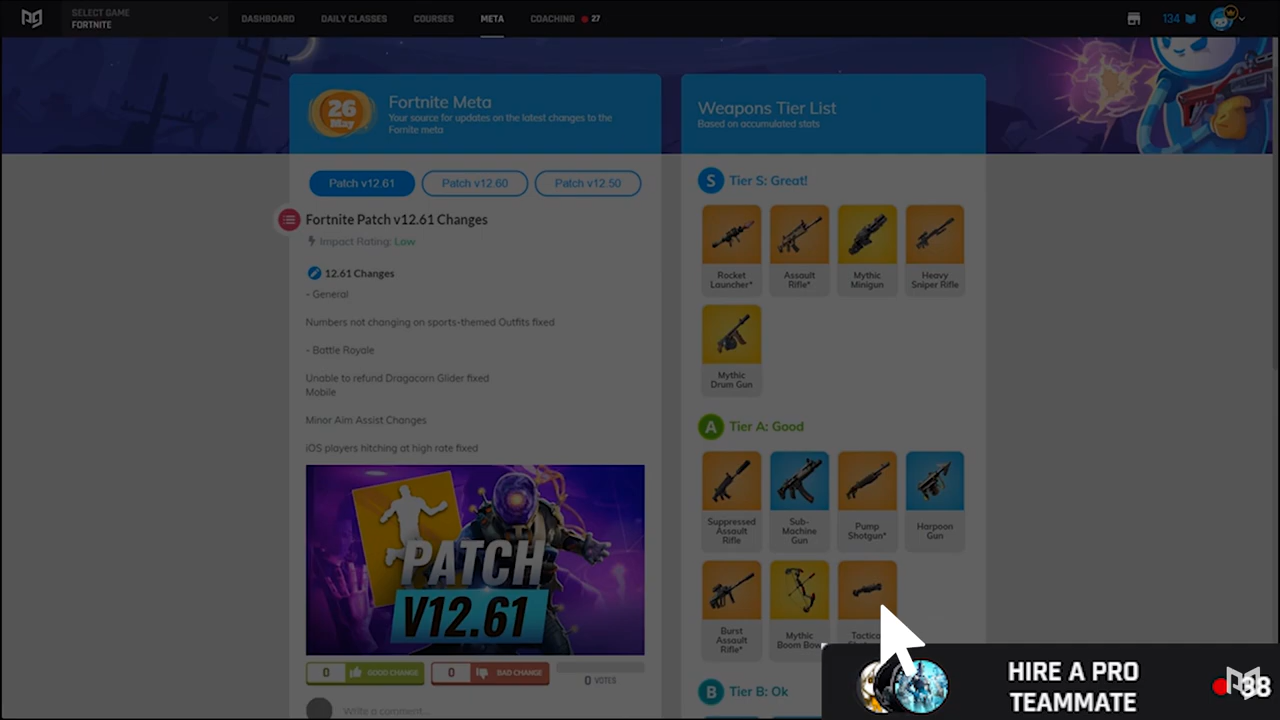 SELECT GAME
FORTNITE
DASHBOARD
DAILY CLASSES
COURSES
META
COACHING
27
134
26
May
Fortnite Meta
Your source for updates on the latest changes to the
Fornite meta
Patch v12.61
Patch v12.60
Patch v12.50
Fortnite Patch v12.61 Changes
Impact Rating: Low
12.61 Changes
- General
Numbers not changing on sports-themed Outfits fixed
- Battle Royale
Unable to refund Dragacorn Glider fixed
Mobile
Minor Aim Assist Changes
iOS players hitching at high rate fixed
PATCH
V12.61
0
GOOD CHANGE
0
BAD CHANGE
0 VOTES
Write a comment...
Weapons Tier List
Based on accumulated stats
S
Tier S: Great!
Rocket
Launcher*
Assault
Rifle*
Mythic
Minigun
Heavy
Sniper Rifle
Mythic
Drum Gun
A
Tier A: Good
Suppressed
Assault
Rifle
Sub-
Machine
Gun
Pump
Shotgun*
Harpoon
Gun
Burst
Assault
Rifle*
Mythic
Boom Bow
B
Tier B: Ok
HIRE A PRO
TEAMMATE
38